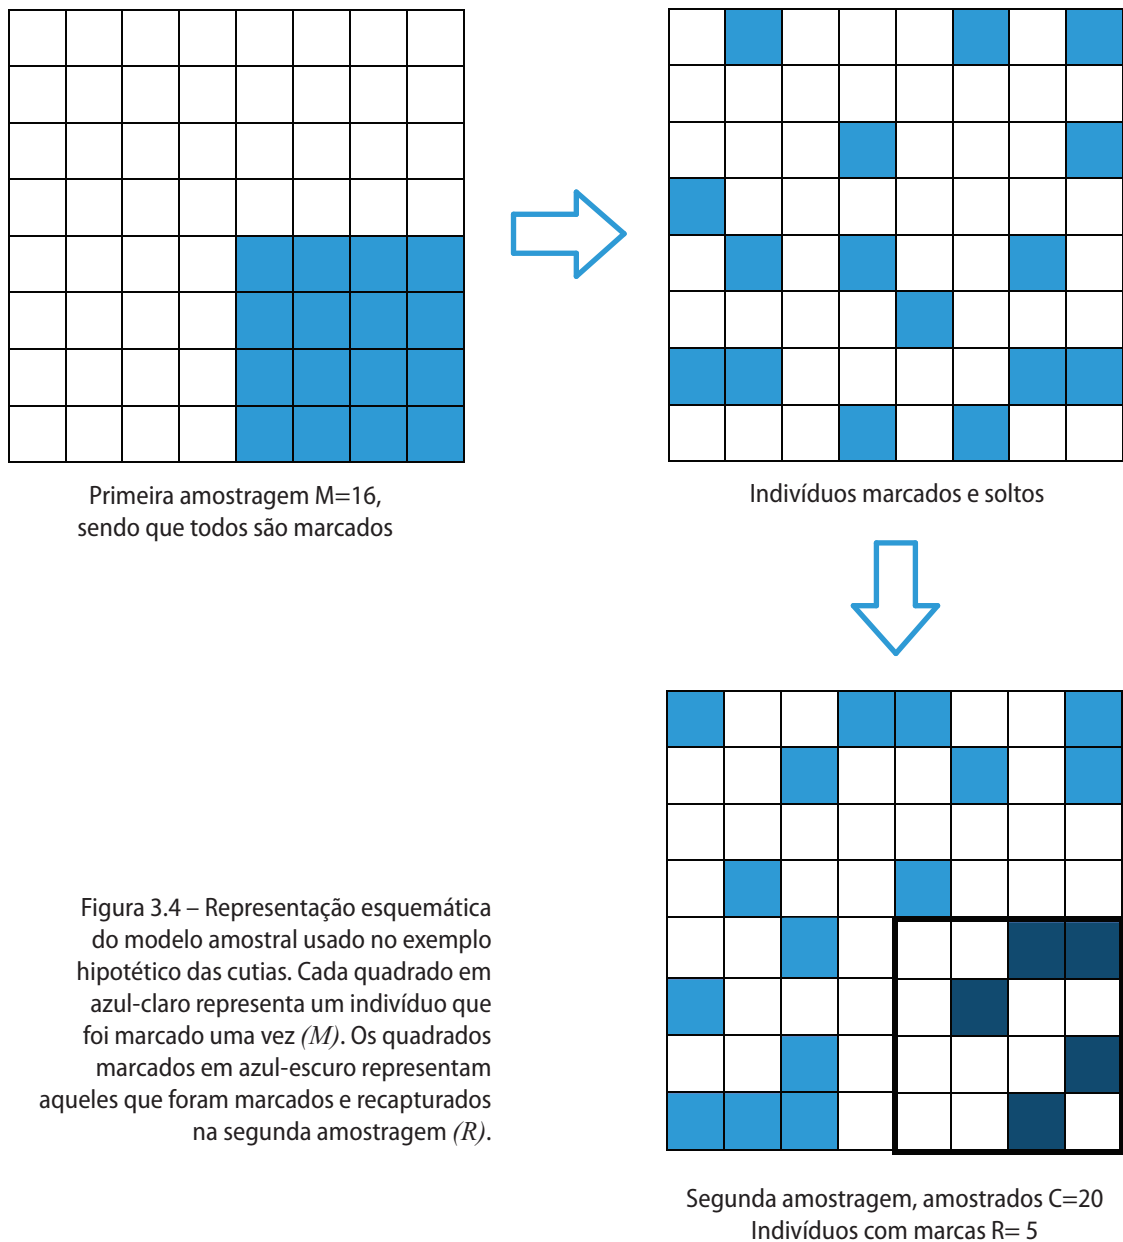 Primeira amostragem M=16,
sendo que todos são marcados
Indivíduos marcados e soltos
Figura 3.4 – Representação esquemática
do modelo amostral usado no exemplo
hipotético das cutias. Cada quadrado em
azul-claro representa um indivíduo que
foi marcado uma vez (M). Os quadrados
marcados em azul-escuro representam
aqueles que foram marcados e recapturados
na segunda amostragem (R).
Segunda amostragem, amostrados C=20
Indivíduos com marcas R= 5